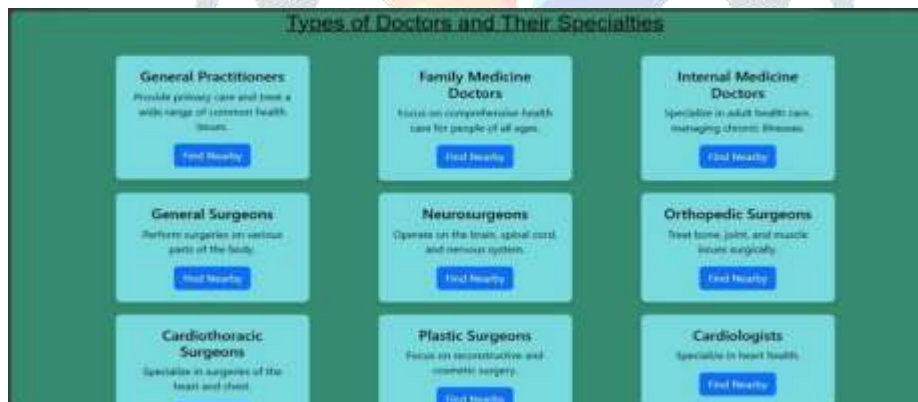 Types of Doctors and Their Specialties
General Practitioners
Provide primary care and treat a
wide range of common health
issues.
Find Nearby
Family Medicine
Doctors
Focus on comprehensive health
care for people of all ages.
Find Nearby
Internal Medicine
Doctors
Specialize in adult health care,
managing chronic illnesses.
Find Nearby
General Surgeons
Perform surgeries on various
parts of the body.
Find Nearby
Neurosurgeons
Operate on the brain, spinal cord,
and nervous system.
Find Nearby
Orthopedic Surgeons
Treat bone, joint, and muscle
issues surgically.
Find Nearby
Cardiothoracic
Surgeons
Specialize in surgeries of the
heart and chest.
Plastic Surgeons
Focus on reconstructive and
cosmetic surgery.
Find Nearby
Cardiologists
Specialize in heart health.
Find Nearby